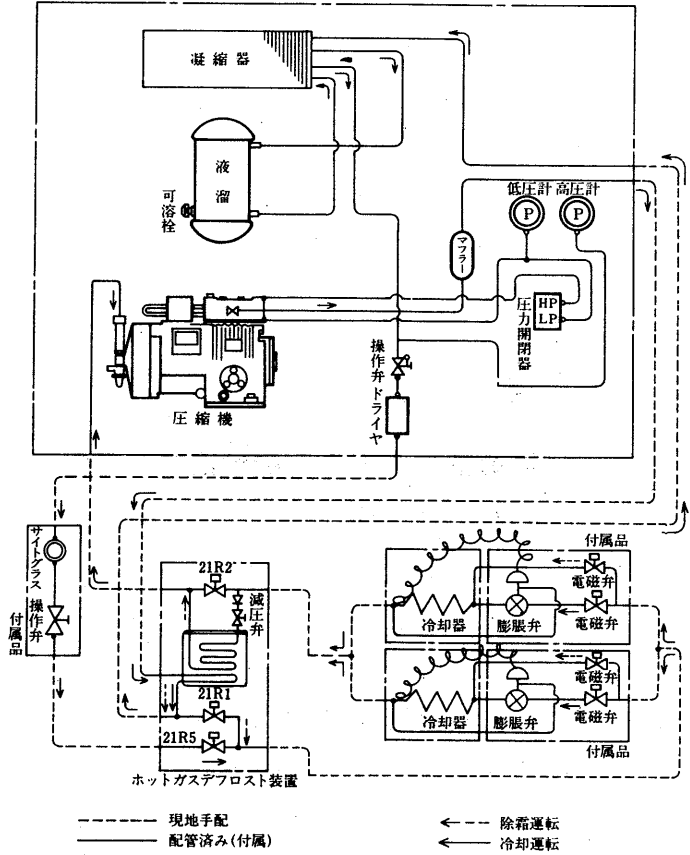 凝縮器
液溜
可溶栓
低圧計
高圧計
P
P
マフラー
HP
LP
圧力開閉器
操作弁
ドライヤ
圧縮機
サイトグラス
操作弁
付属品
21R2
減圧弁
21R1
21R5
ホットガスデフロスト装置
付属品
電磁弁
冷却器
膨脹弁
電磁弁
電磁弁
冷却器
膨脹弁
電磁弁
付属品
現地手配
配管済み(付属)
除霜運転
冷却運転